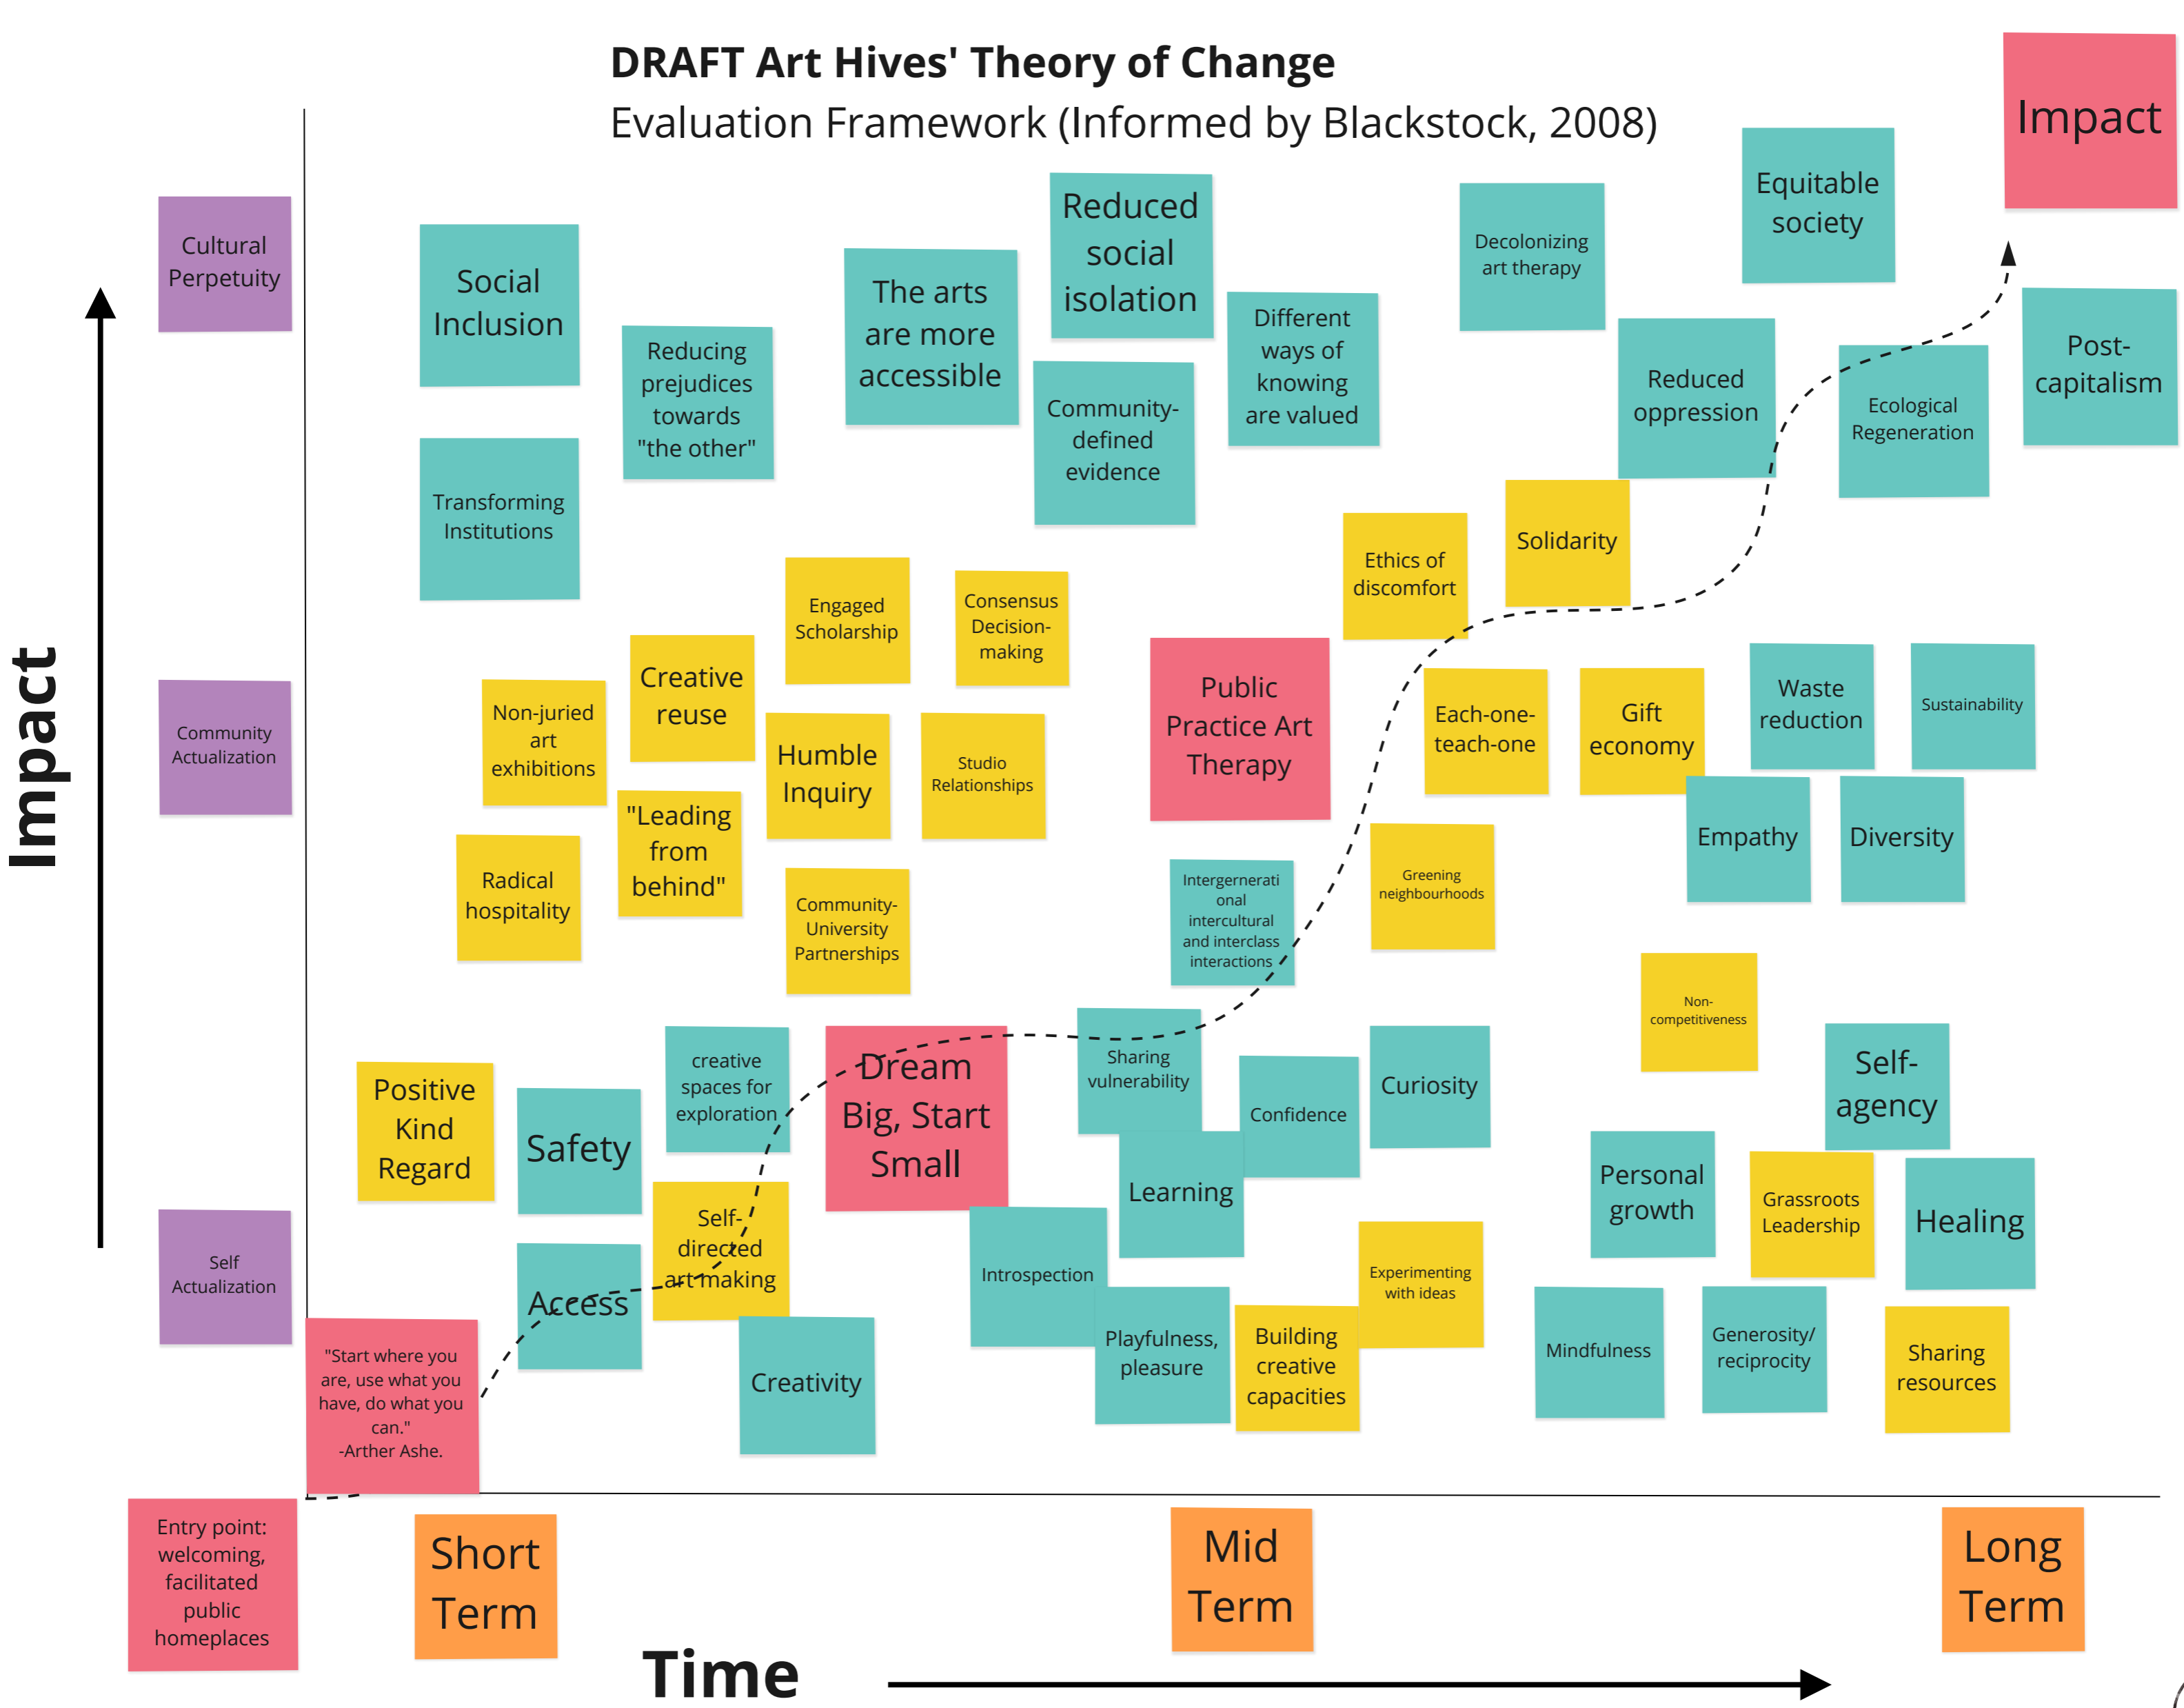 DRAFT Art Hives' Theory of Change
Evaluation Framework (Informed by Blackstock, 2008)
Impact
Cultural
Perpetuity
Social
Inclusion
Reducing
prejudices
towards
"the other"
The arts
are more
accessible
Reduced
social
isolation
Community-
defined
evidence
Different
ways of
knowing
are valued
Decolonizing
art therapy
Equitable
society
Reduced
oppression
Ecological
Regeneration
Post-
capitalism
Transforming
Institutions
Impact
Community
Actualization
Non-juried
art
exhibitions
Creative
reuse
Engaged
Scholarship
Consensus
Decision-
making
Humble
Inquiry
Studio
Relationships
"Leading
from
behind"
Radical
hospitality
Community-
University
Partnerships
Public
Practice Art
Therapy
Ethics of
discomfort
Solidarity
Each-one-
teach-one
Gift
economy
Waste
reduction
Sustainability
Empathy
Diversity
Intergernerati
onal
intercultural
and interclass
interactions
Greening
neighbourhoods
Non-
competitiveness
Self
Actualization
Positive
Kind
Regard
Safety
creative
spaces for
exploration
Dream
Big, Start
Small
Self-
directed
art making
Access
Creativity
Sharing
vulnerability
Confidence
Curiosity
Learning
Introspection
Playfulness,
pleasure
Building
creative
capacities
Experimenting
with ideas
Self-
agency
Personal
growth
Grassroots
Leadership
Healing
Mindfulness
Generosity/
reciprocity
Sharing
resources
"Start where you
are, use what you
have, do what you
can."
-Arther Ashe.
Entry point:
welcoming,
facilitated
public
homeplaces
Short
Term
Mid
Term
Long
Term
Time